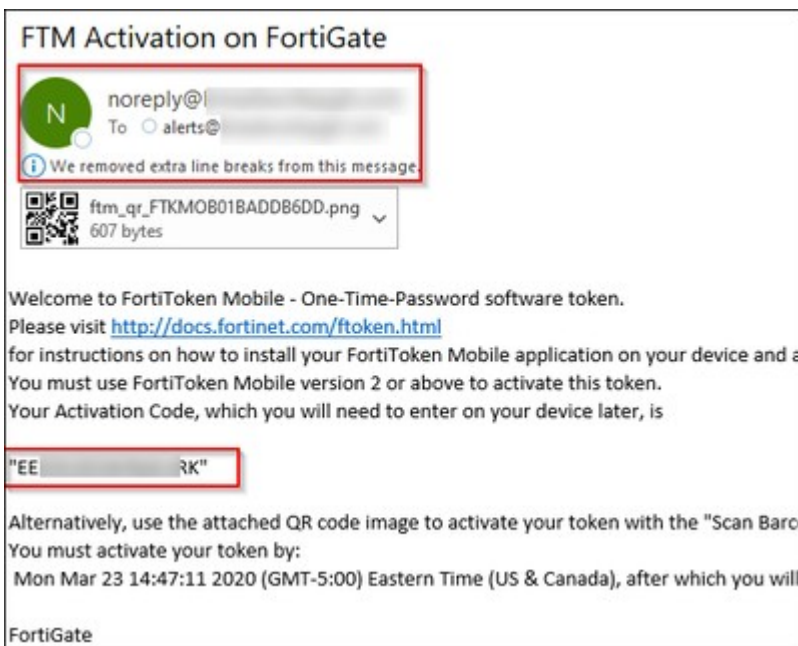 FTM Activation on FortiGate
N
noreply@
To alerts@
We removed extra line breaks from this message.
ftm_qr_FTKMOB01BADDB6DD.png
607 bytes
Welcome to FortiToken Mobile - One-Time-Password software token.
Please visit http://docs.fortinet.com/ftoken.html
for instructions on how to install your FortiToken Mobile application on your device and a
You must use FortiToken Mobile version 2 or above to activate this token.
Your Activation Code, which you will need to enter on your device later, is
"EE RK"
Alternatively, use the attached QR code image to activate your token with the "Scan Barc
You must activate your token by:
Mon Mar 23 14:47:11 2020 (GMT-5:00) Eastern Time (US & Canada), after which you will
FortiGate